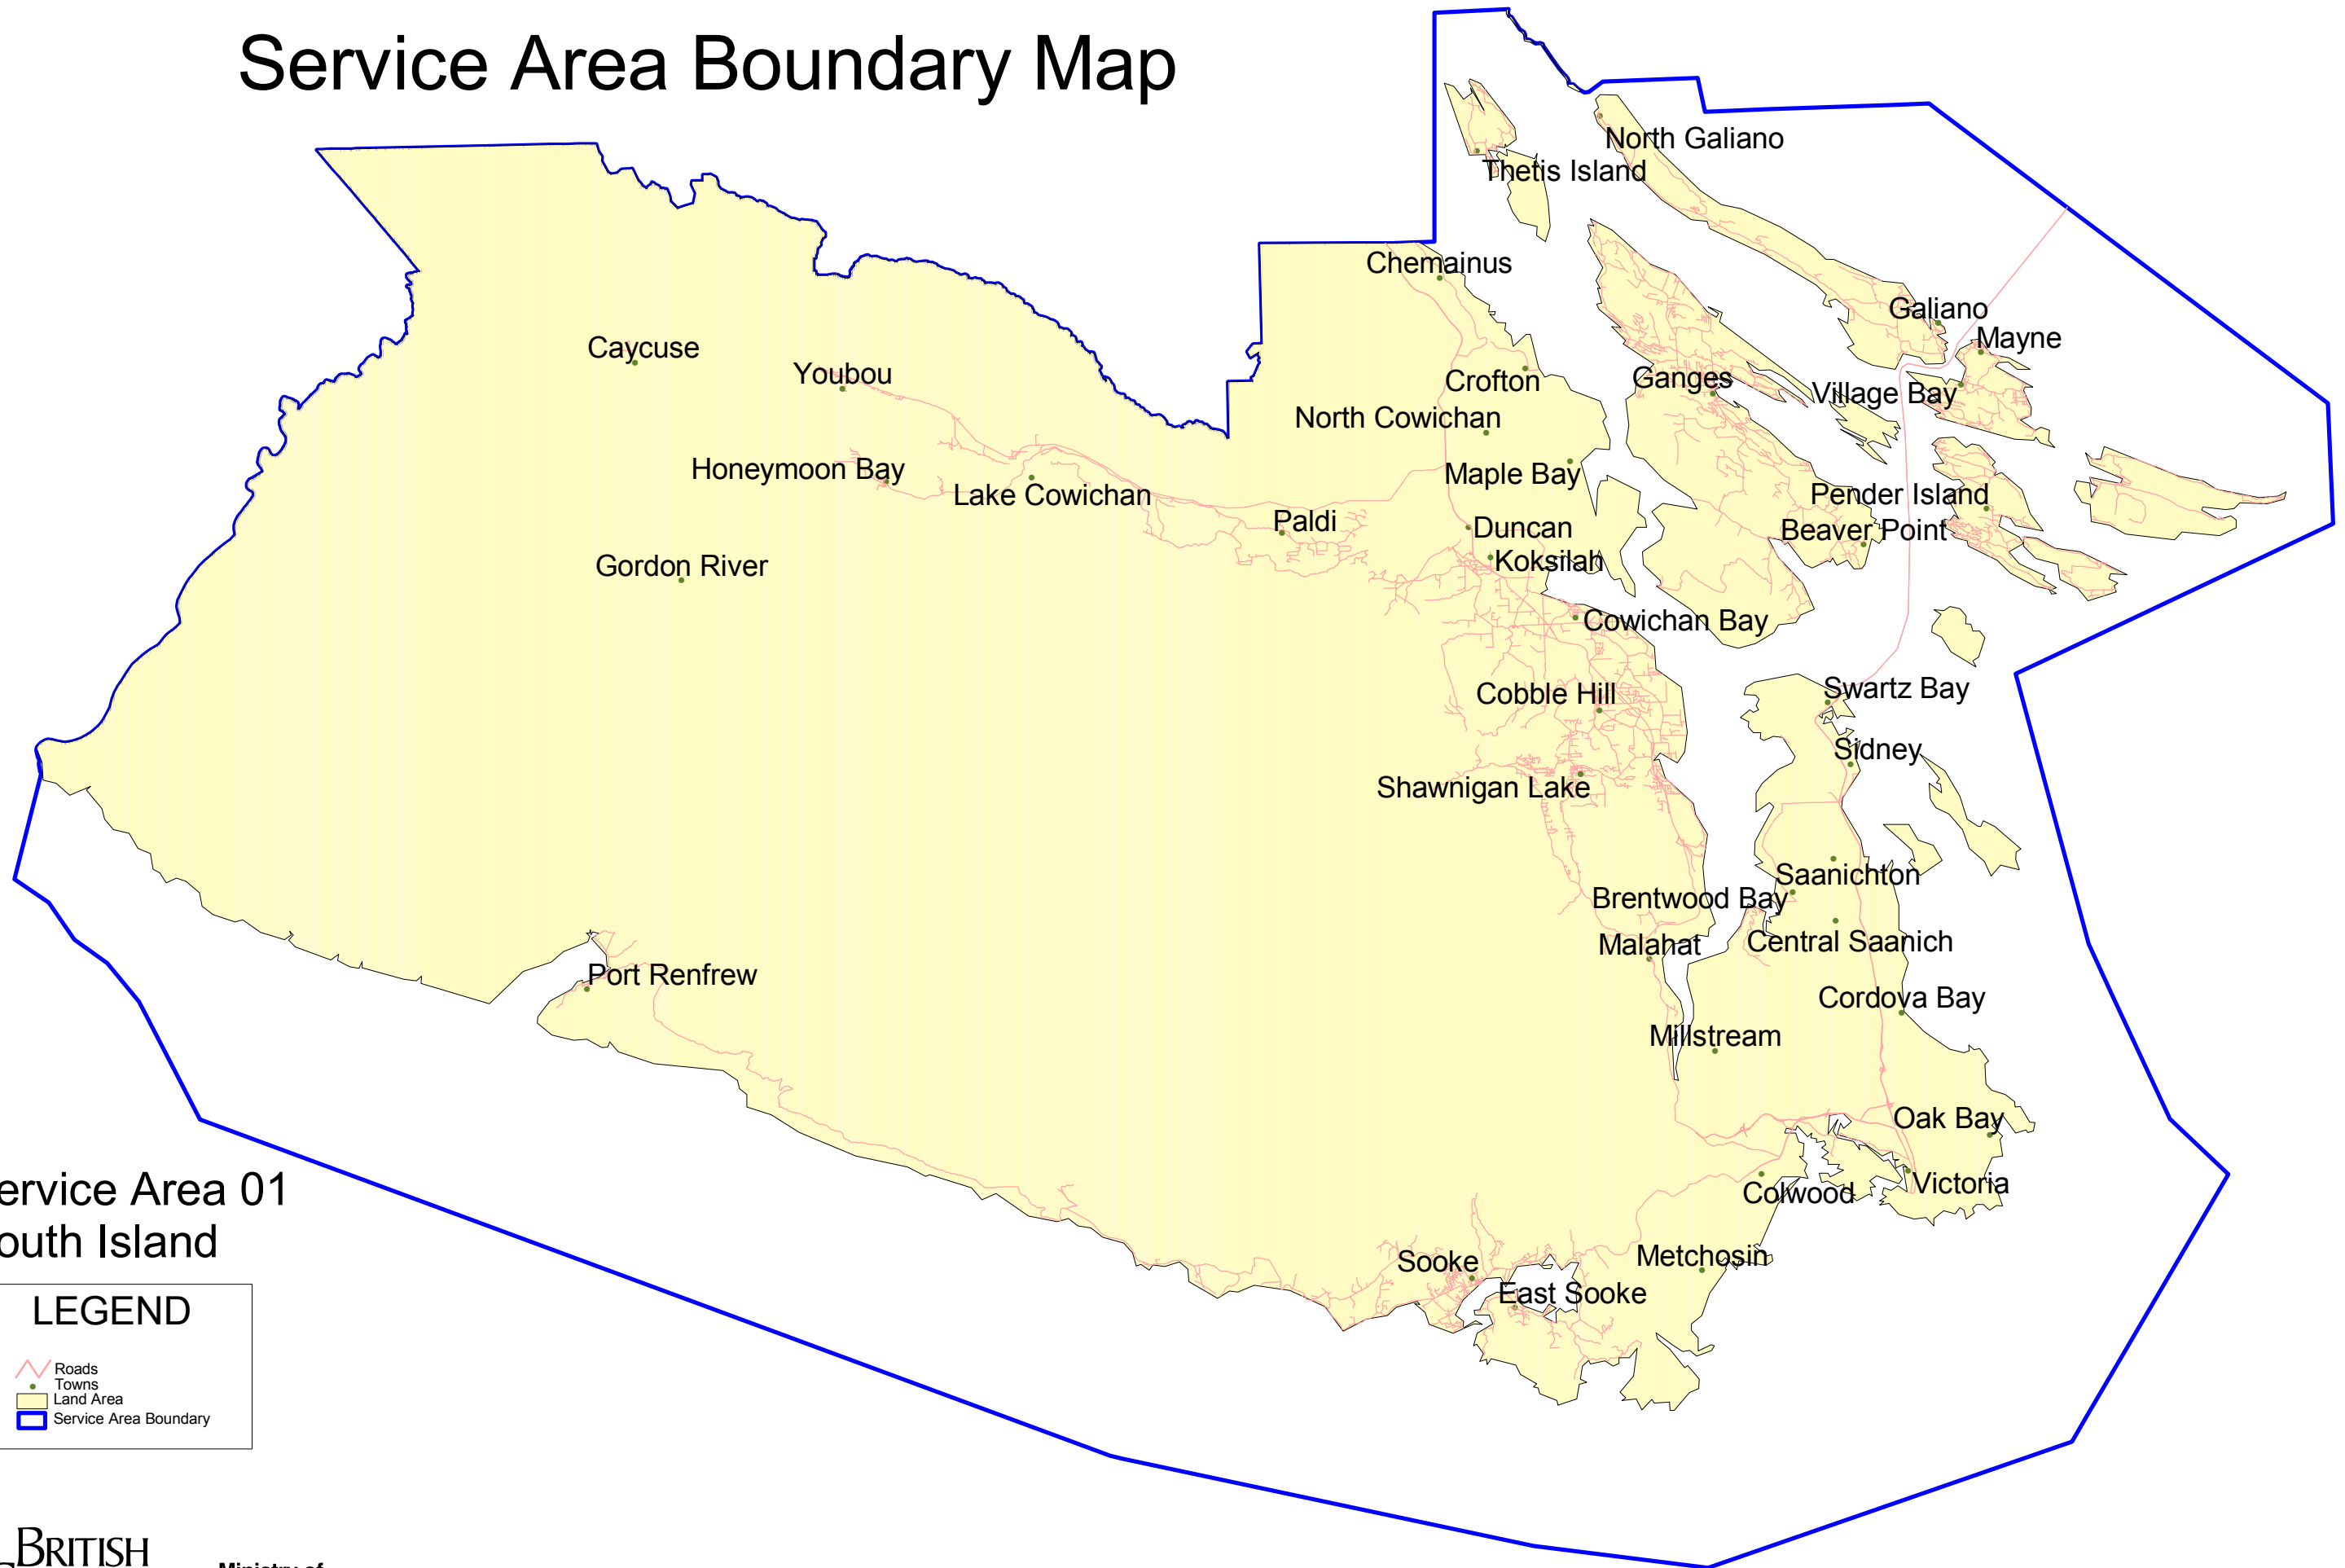 Service Area Boundary Map
North Galiano
Thetis Island
Chemainus
Galiano
Mayne
Caycuse
Youbou
Crofton
Ganges
Village Bay
North Cowichan
Honeymoon Bay
Lake Cowichan
Maple Bay
Pender Island
Paldi
Duncan
Beaver Point
Koksilah
Gordon River
Cowichan Bay
Cobble Hill
Swartz Bay
Sidney
Shawnigan Lake
Saanichton
Brentwood Bay
Malahat
Central Saanich
Port Renfrew
Cordova Bay
Millstream
Oak Bay
Victoria
Colwood
Sooke
Metchosin
East Sooke
ervice Area 01
outh Island
LEGEND
Roads
Towns
Land Area
Service Area Boundary
BRITISH
Ministry of